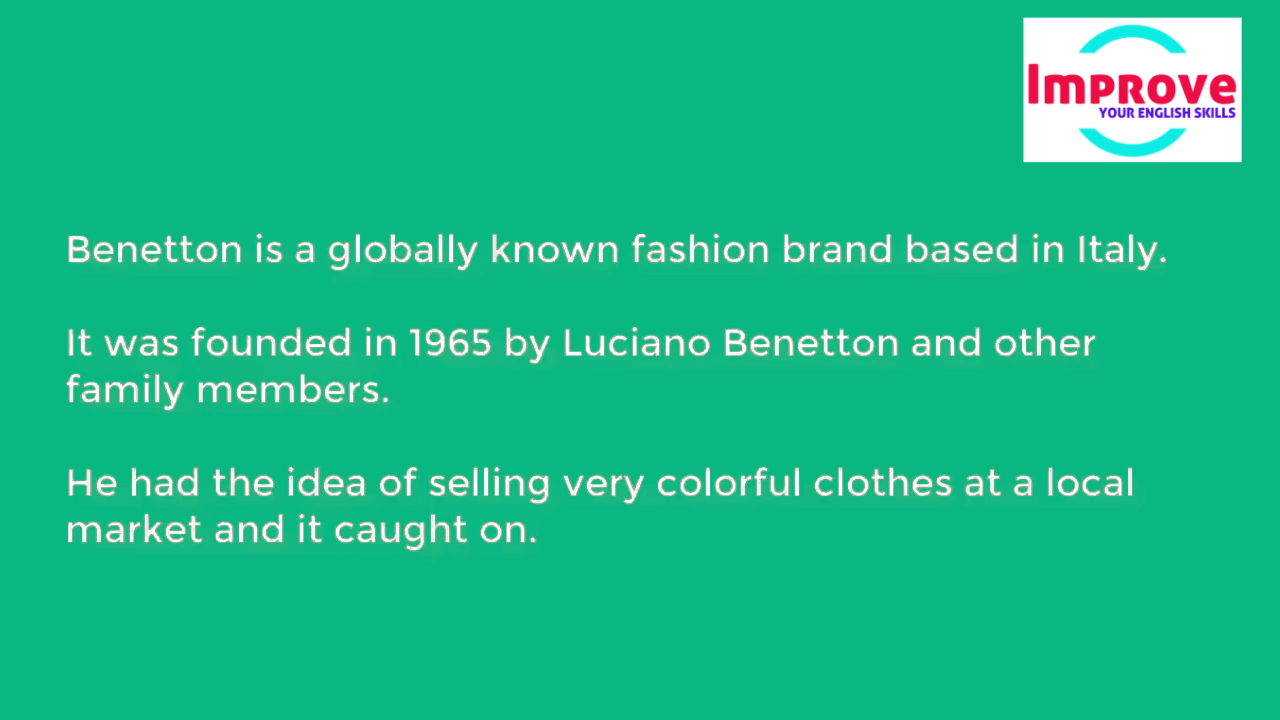 Improve
YOUR ENGLISH SKILLS
Benetton is a globally known fashion brand based in Italy.
It was founded in 1965 by Luciano Benetton and other
family members.
He had the idea of selling very colorful clothes at a local
market and it caught on.